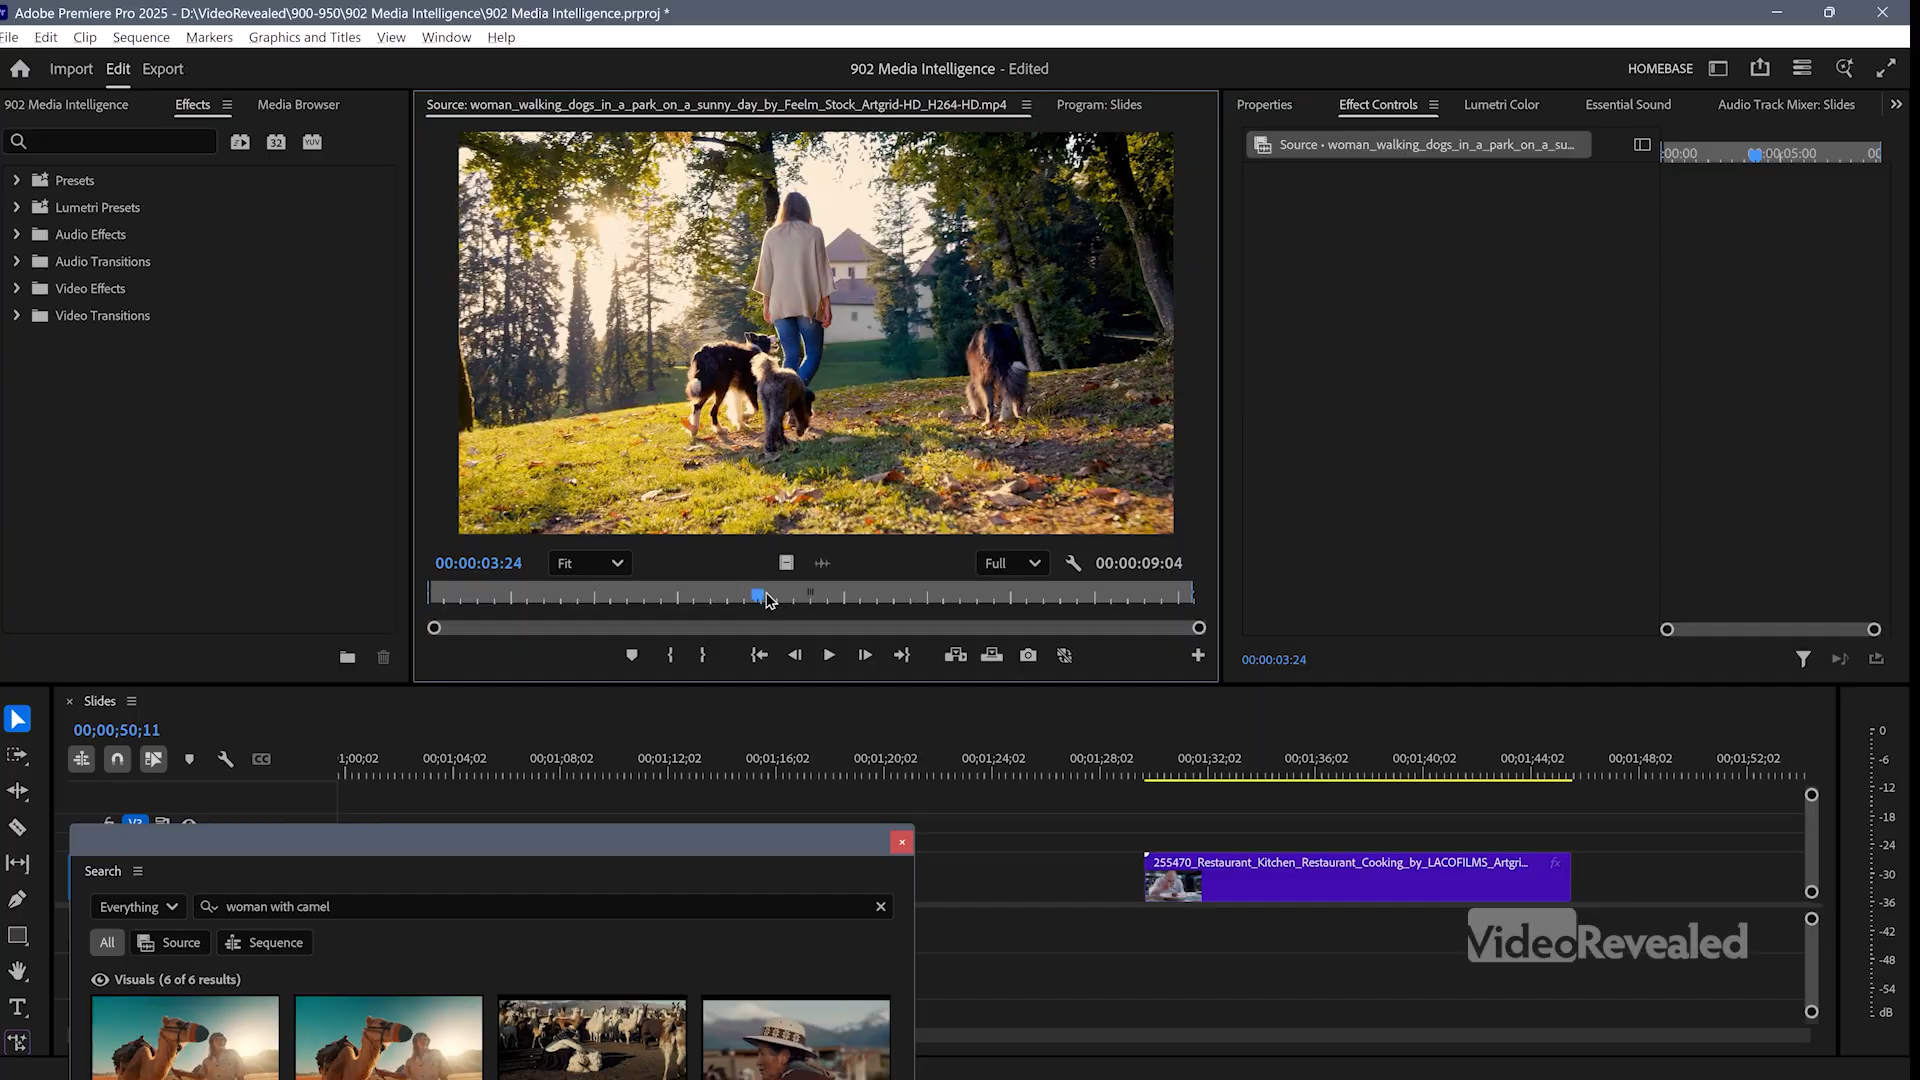 Adobe Premiere Pro 2025 - D:\VideoRevealed\900-950\902 Media Intelligence\902 Media Intelligence.prproj *
File Edit Clip Sequence Markers Graphics and Titles View Window Help
Import Edit Export
902 Media Intelligence - Edited
HOMEBASE
902 Media Intelligence Effects Media Browser
32 YUV
Presets
Lumetri Presets
Audio Effects
Audio Transitions
Video Effects
Video Transitions
Source: woman_walking_dogs_in_a_park_on_a_sunny_day_by_Feelm_Stock_Artgrid-HD_H264-HD.mp4 Program: Slides
00:00:03:24 Fit Full 00:00:09:04
Properties Effect Controls Lumetri Color Essential Sound Audio Track Mixer: Slides
Source • woman_walking_dogs_in_a_park_on_a_su...
:00:00 00:00:05:00 00
00:00:03:24
Slides
00;00;50;11
CC
1;00;02 00;01;04;02 00;01;08;02 00;01;12;02 00;01;16;02 00;01;20;02 00;01;24;02 00;01;28;02 00;01;32;02 00;01;36;02 00;01;40;02 00;01;44;02 00;01;48;02 00;01;52;02
V3
255470_Restaurant_Kitchen_Restaurant_Cooking_by_LACOFILMS_Artgri... fx
VideoRevealed
Search
Everything woman with camel
All Source Sequence
Visuals (6 of 6 results)
0
-6
-12
-18
-24
-30
-36
-42
-48
-54
dB